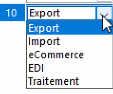 10 Export
Export
Import
eCommerce
EDI
Traitement